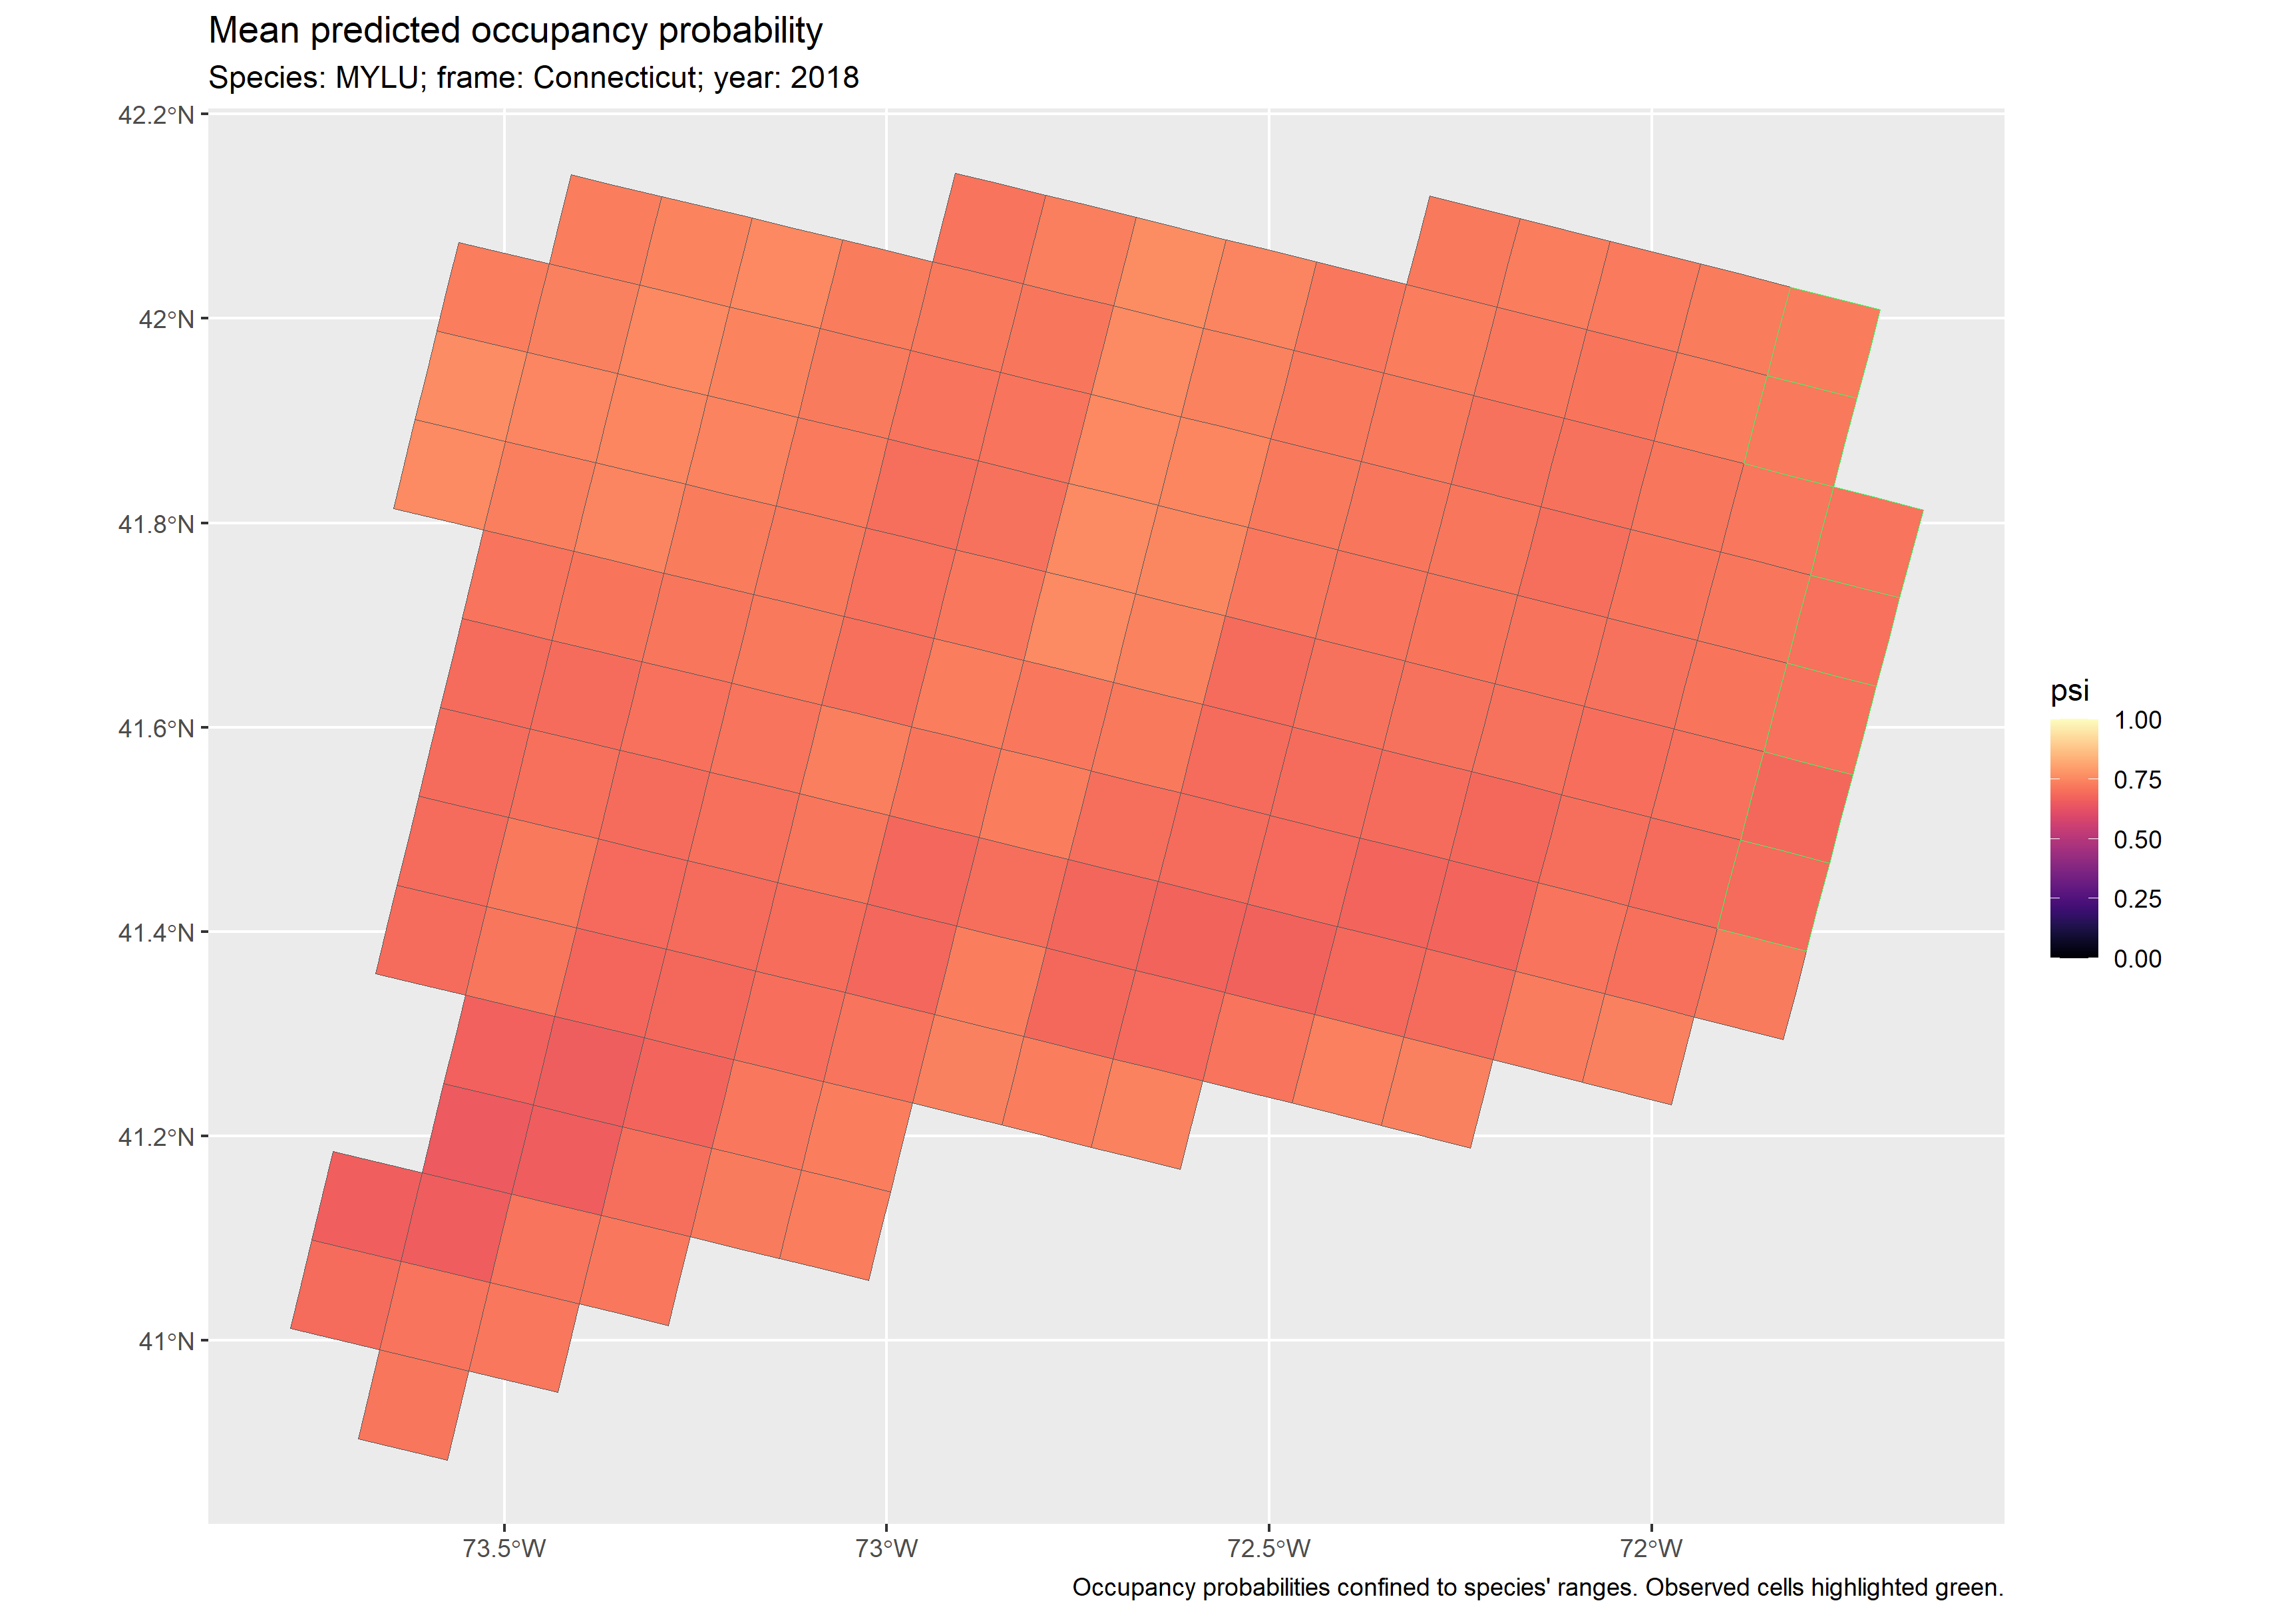 Mean predicted occupancy probability
Species: MYLU; frame: Connecticut; year: 2018
42.2°N
42°N
41.8°N
41.6°N
41.4°N
41.2°N
41°N
73.5°W
73°W
72.5°W
72°W
psi
1.00
0.75
0.50
0.25
0.00
Occupancy probabilities confined to species' ranges. Observed cells highlighted green.